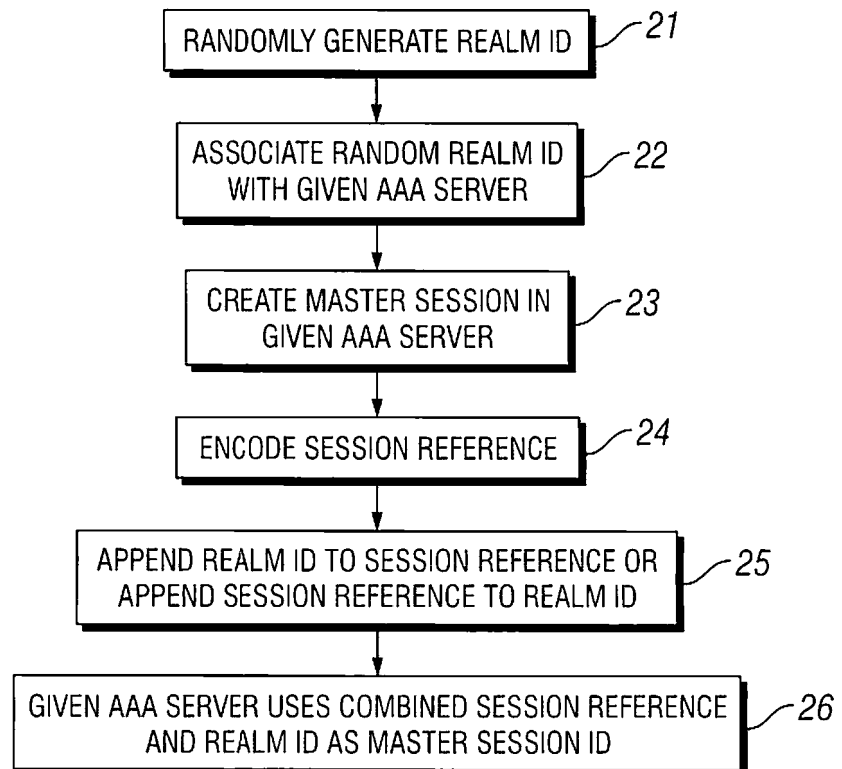 RANDOMLY GENERATE REALM ID
21
ASSOCIATE RANDOM REALM ID
WITH GIVEN AAA SERVER
22
CREATE MASTER SESSION IN
GIVEN AAA SERVER
23
ENCODE SESSION REFERENCE
24
APPEND REALM ID TO SESSION REFERENCE OR
APPEND SESSION REFERENCE TO REALM ID
25
GIVEN AAA SERVER USES COMBINED SESSION REFERENCE
AND REALM ID AS MASTER SESSION ID
26